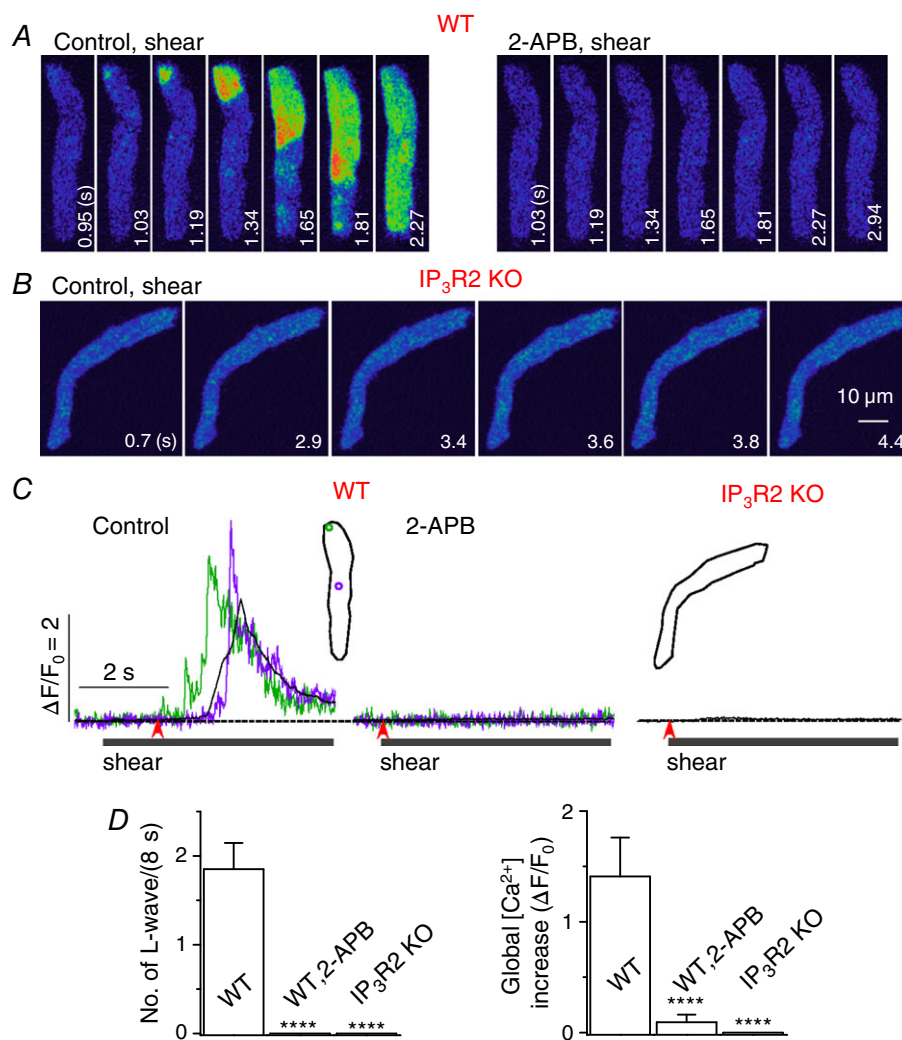 WT
A Control, shear 2-APB, shear
0.95 (s) 1.03 1.19 1.34 1.65 1.81 2.27 1.03 (s) 1.19 1.34 1.65 1.81 2.27 2.94
B Control, shear IP₃R2 KO
10 µm
0.7 (s) 2.9 3.4 3.6 3.8 4.4
C WT IP₃R2 KO
Control 2-APB
ΔF/F₀ = 2
2 s
shear shear shear
D
No. of L-wave/(8 s)
2
1
0
WT
WT,2-APB
IP₃R2 KO
**** ****
Global [Ca²⁺]
increase (ΔF/F₀)
2
1
0
WT
WT,2-APB
IP₃R2 KO
**** ****